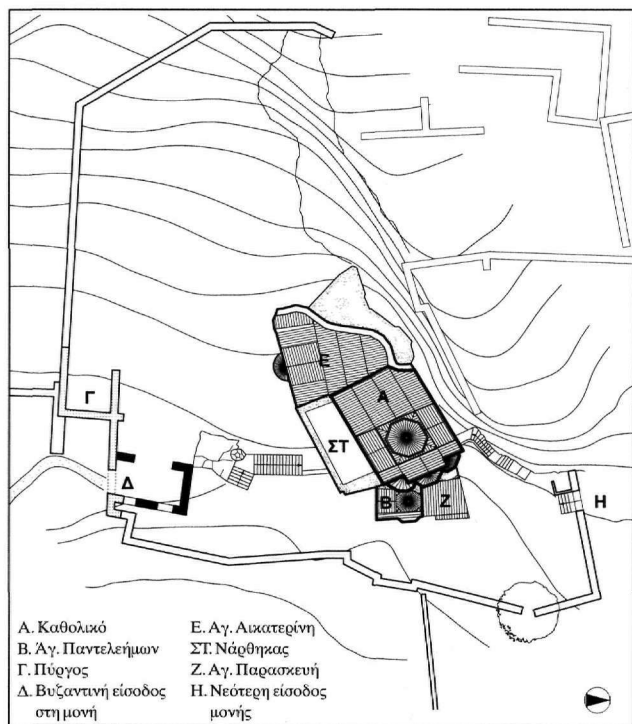 Ε
Α
Γ
ΣΤ
Δ
Β
Ζ
Η
Α. Καθολικό
Β. Άγ. Παντελεήμων
Γ. Πύργος
Δ. Βυζαντινή είσοδος
στη μονή
Ε. Αγ. Αικατερίνη
ΣΤ. Νάρθηκας
Ζ. Αγ. Παρασκευή
Η. Νεότερη είσοδος
μονής